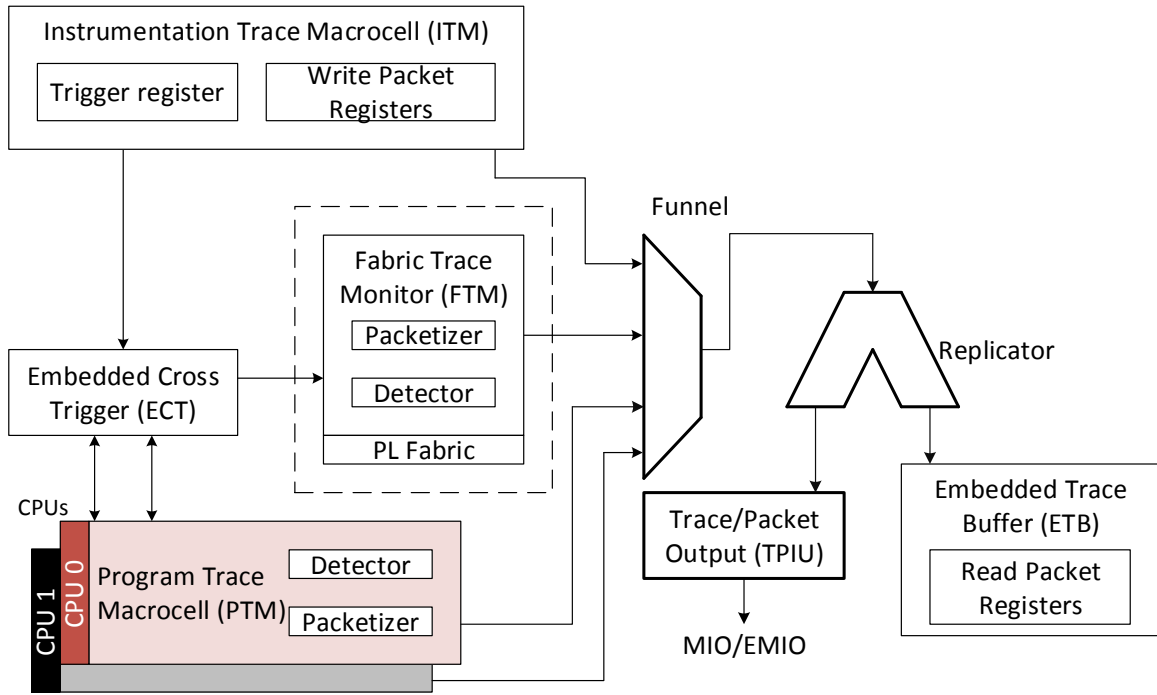 Instrumentation Trace Macrocell (ITM)
Trigger register
Write Packet
Registers
Funnel
Fabric Trace
Monitor (FTM)
Packetizer
Detector
PL Fabric
Replicator
Embedded Cross
Trigger (ECT)
CPUs
CPU 1
CPU 0
Program Trace
Macrocell (PTM)
Detector
Packetizer
Trace/Packet
Output (TPIU)
MIO/EMIO
Embedded Trace
Buffer (ETB)
Read Packet
Registers